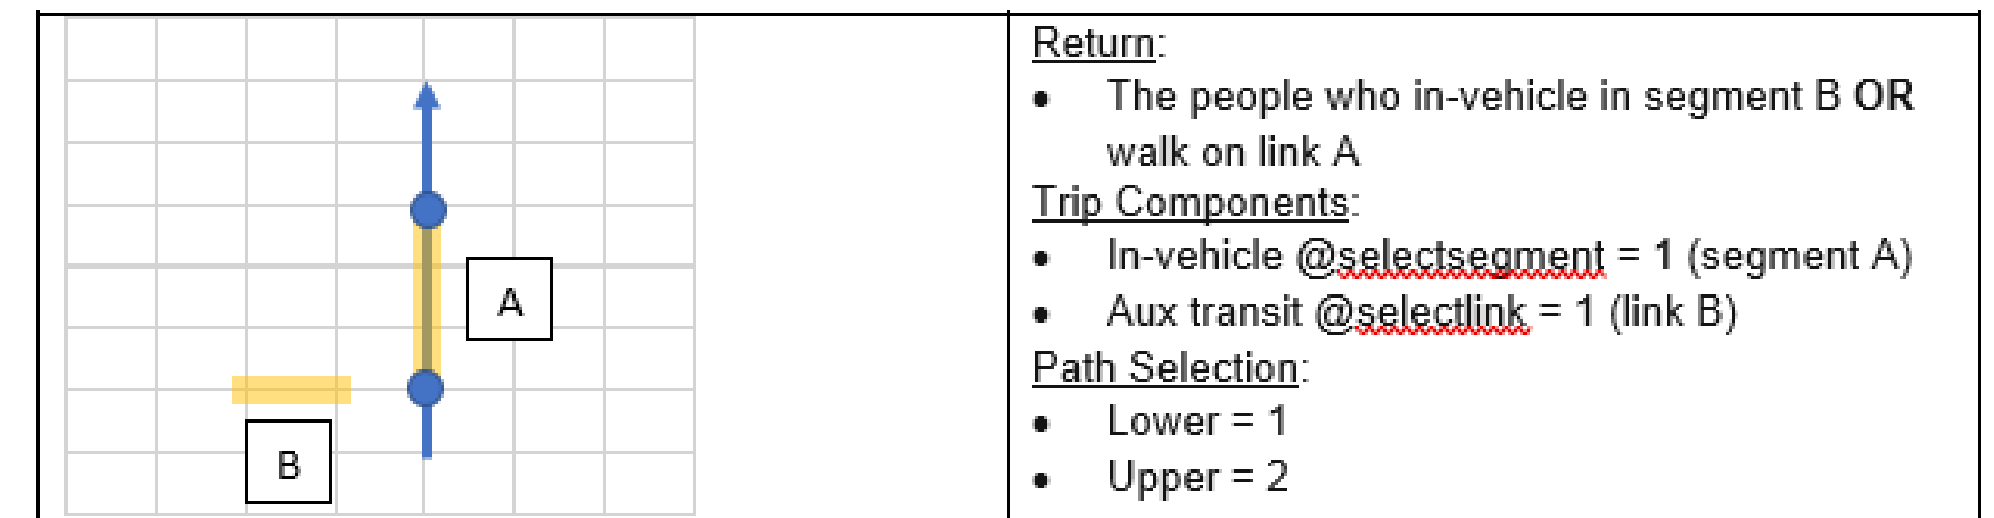 A
B
Return:
• The people who in-vehicle in segment B OR
walk on link A
Trip Components:
• In-vehicle @selectsegment = 1 (segment A)
• Aux transit @selectlink = 1 (link B)
Path Selection:
• Lower = 1
• Upper = 2